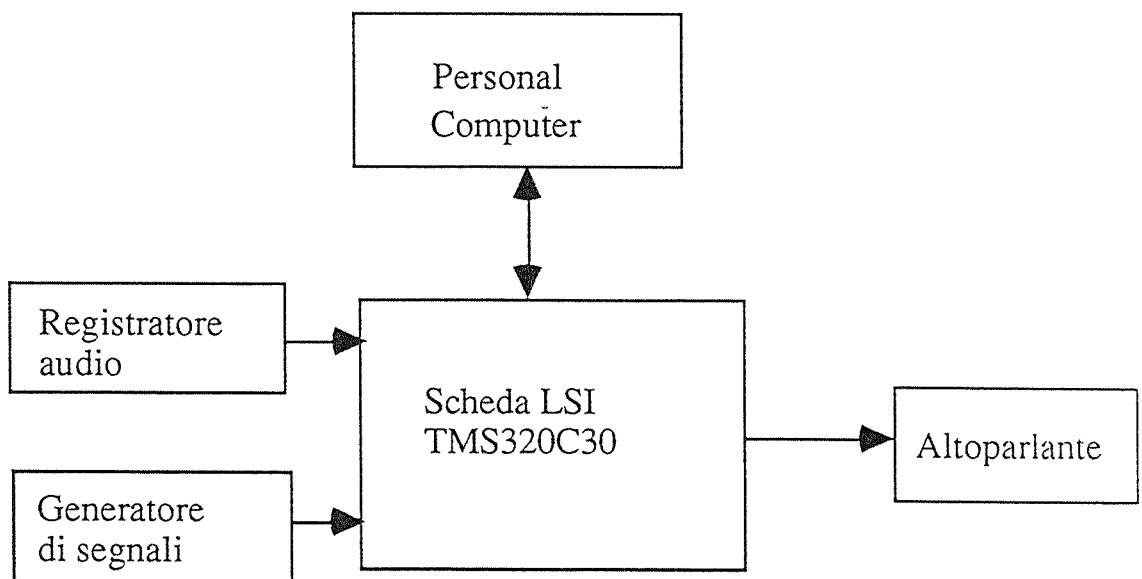 Personal
Computer
Registratore
audio
Scheda LSI
TMS320C30
Altoparlante
Generatore
di segnali